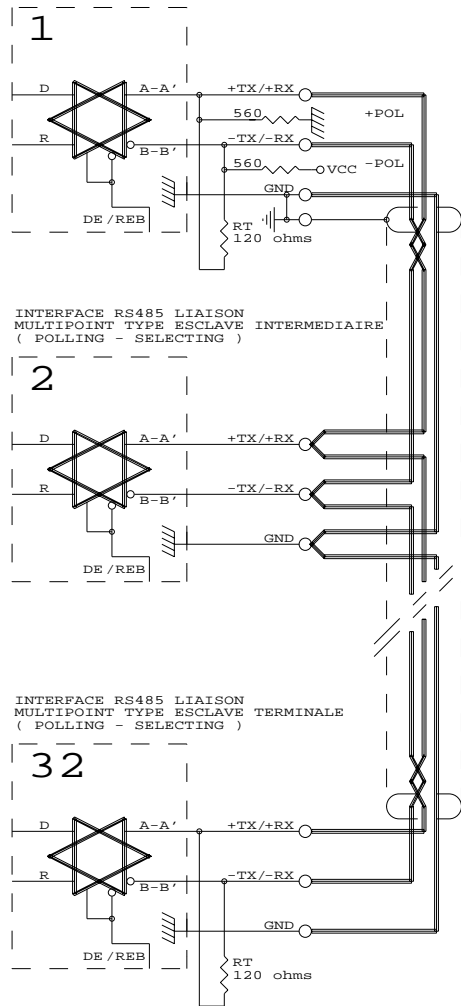 1
D
A-A'
+TX/+RX
560
+POL
R
B-B'
-TX/-RX
560
VCC
-POL
GND
DE/REB
RT
120 ohms
INTERFACE RS485 LIAISON
MULTIPOINT TYPE ESCLAVE INTERMEDIAIRE
( POLLING - SELECTING )
2
D
A-A'
+TX/+RX
R
B-B'
-TX/-RX
GND
DE/REB
INTERFACE RS485 LIAISON
MULTIPOINT TYPE ESCLAVE TERMINALE
( POLLING - SELECTING )
32
D
A-A'
+TX/+RX
R
B-B'
-TX/-RX
GND
DE/REB
RT
120 ohms